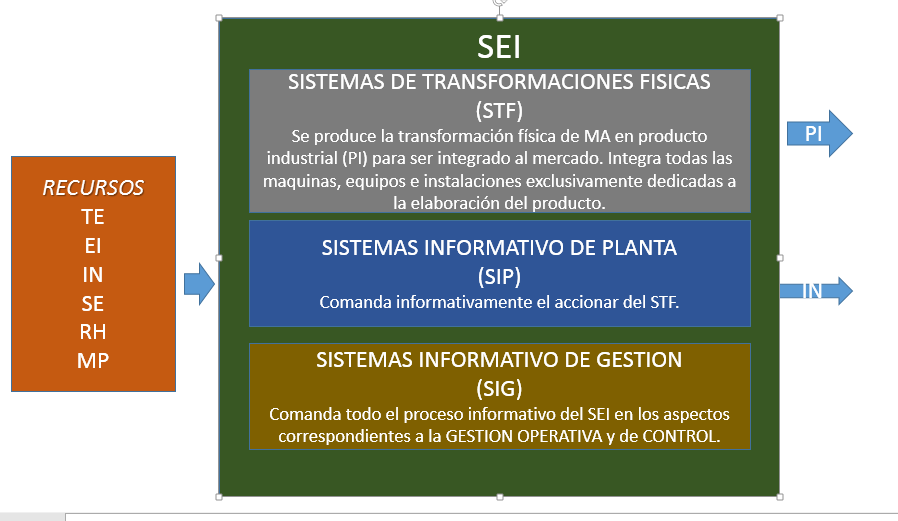 SEI
SISTEMAS DE TRANSFORMACIONES FISICAS
(STF)
Se produce la transformación física de MA en producto
industrial (PI) para ser integrado al mercado. Integra todas las
maquinas, equipos e instalaciones exclusivamente dedicadas a
la elaboración del producto.
PI
RECURSOS
TE
EI
IN
SE
RH
MP
SISTEMAS INFORMATIVO DE PLANTA
(SIP)
Comanda informativamente el accionar del STF.
IN
SISTEMAS INFORMATIVO DE GESTION
(SIG)
Comanda todo el proceso informativo del SEI en los aspectos
correspondientes a la GESTION OPERATIVA y de CONTROL.